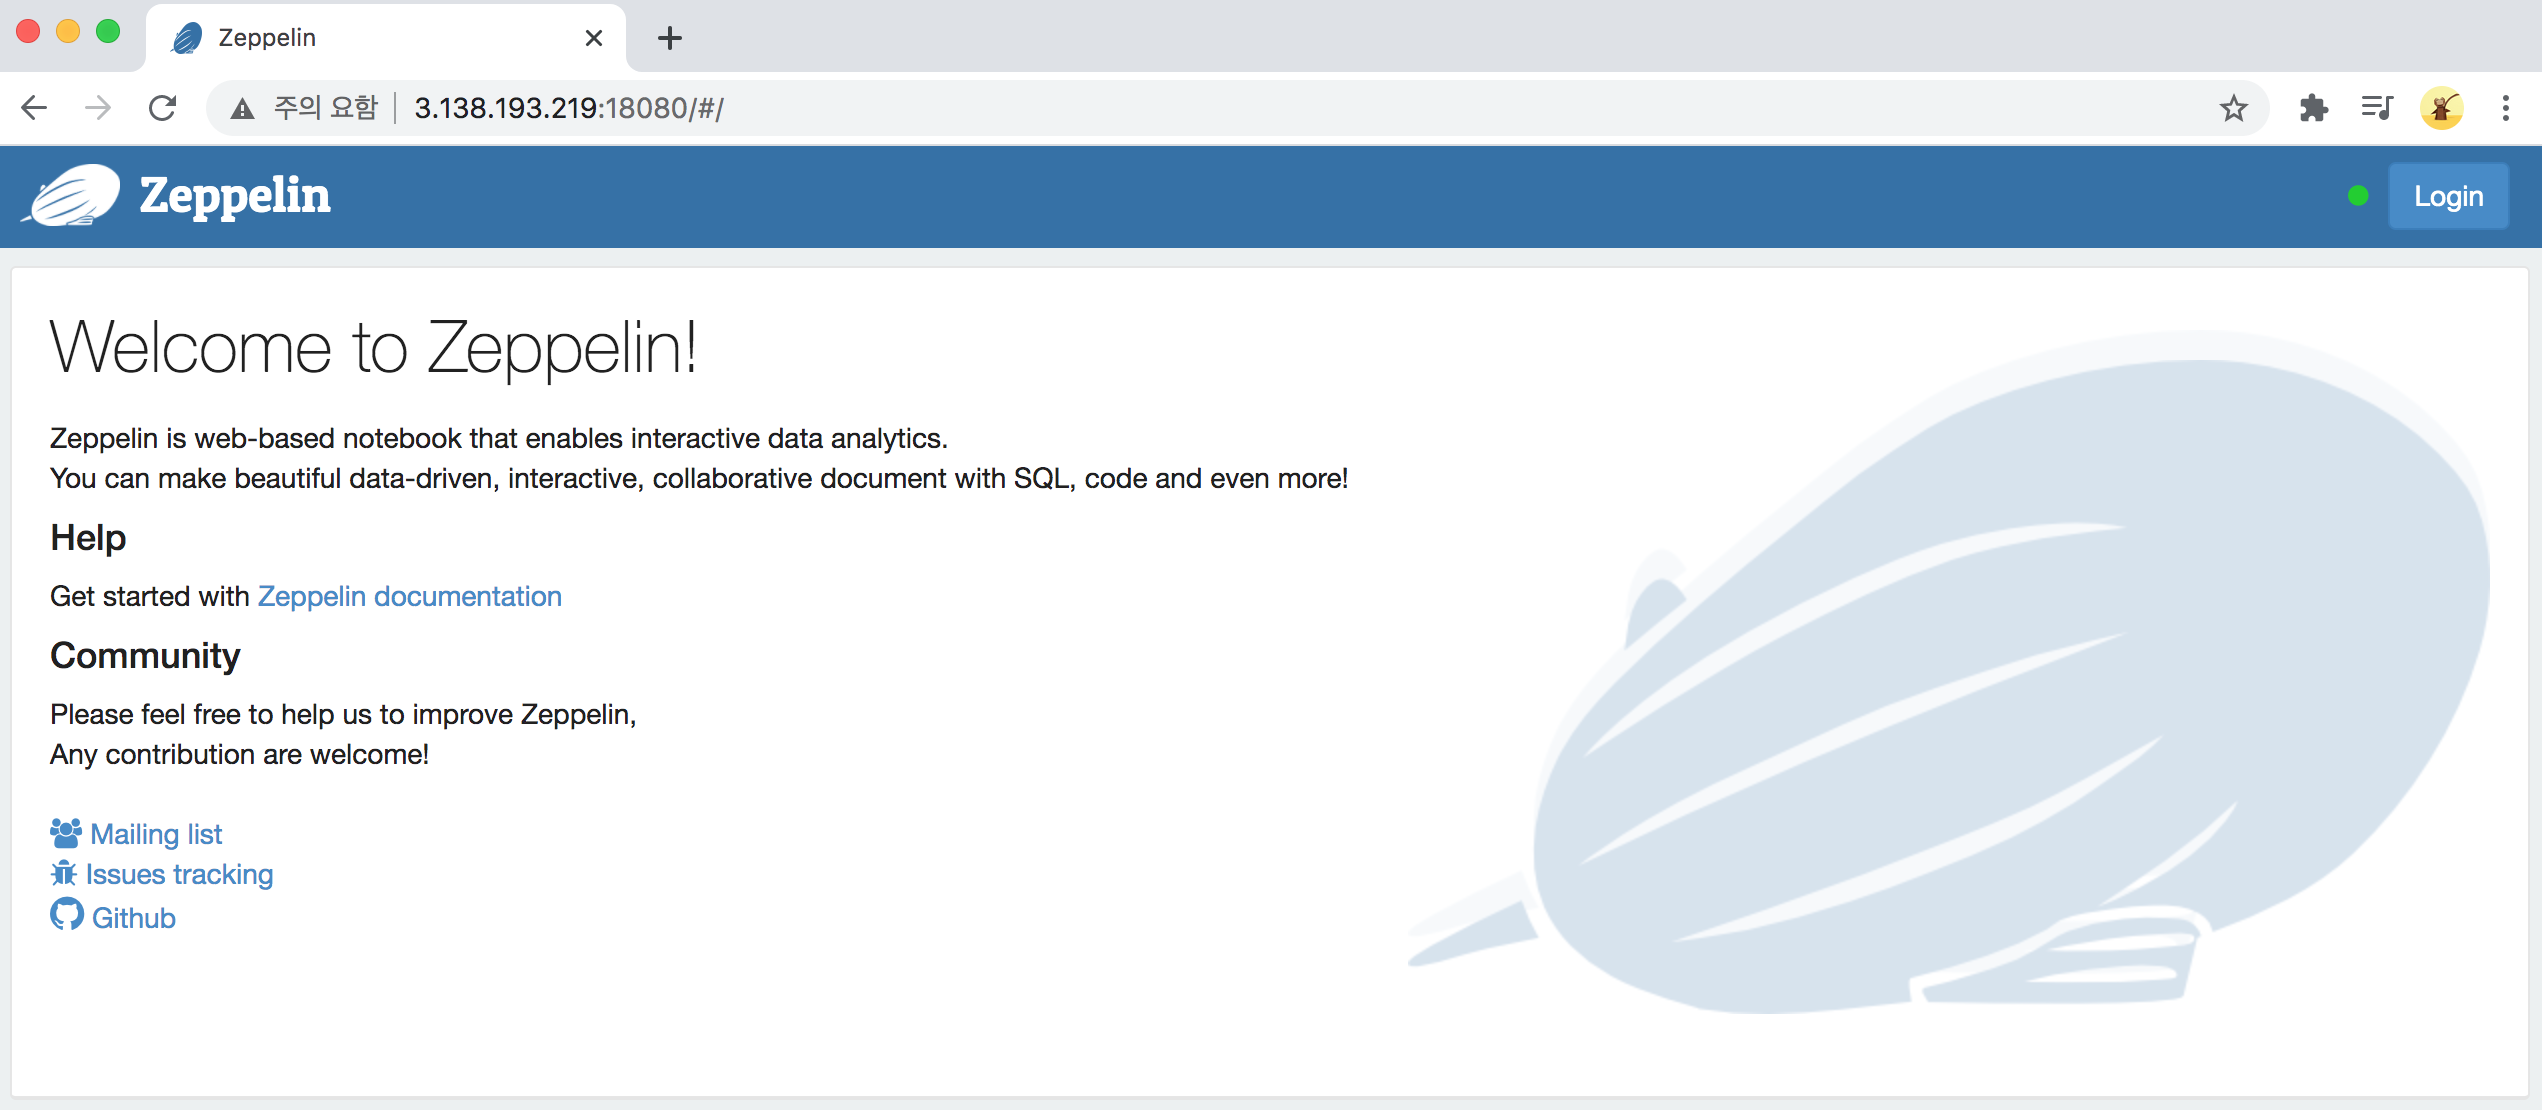 Zeppelin
주의 요함 3.138.193.219:18080/#/
Zeppelin
Login
Welcome to Zeppelin!
Zeppelin is web-based notebook that enables interactive data analytics.
You can make beautiful data-driven, interactive, collaborative document with SQL, code and even more!
Help
Get started with Zeppelin documentation
Community
Please feel free to help us to improve Zeppelin,
Any contribution are welcome!
Mailing list
Issues tracking
Github